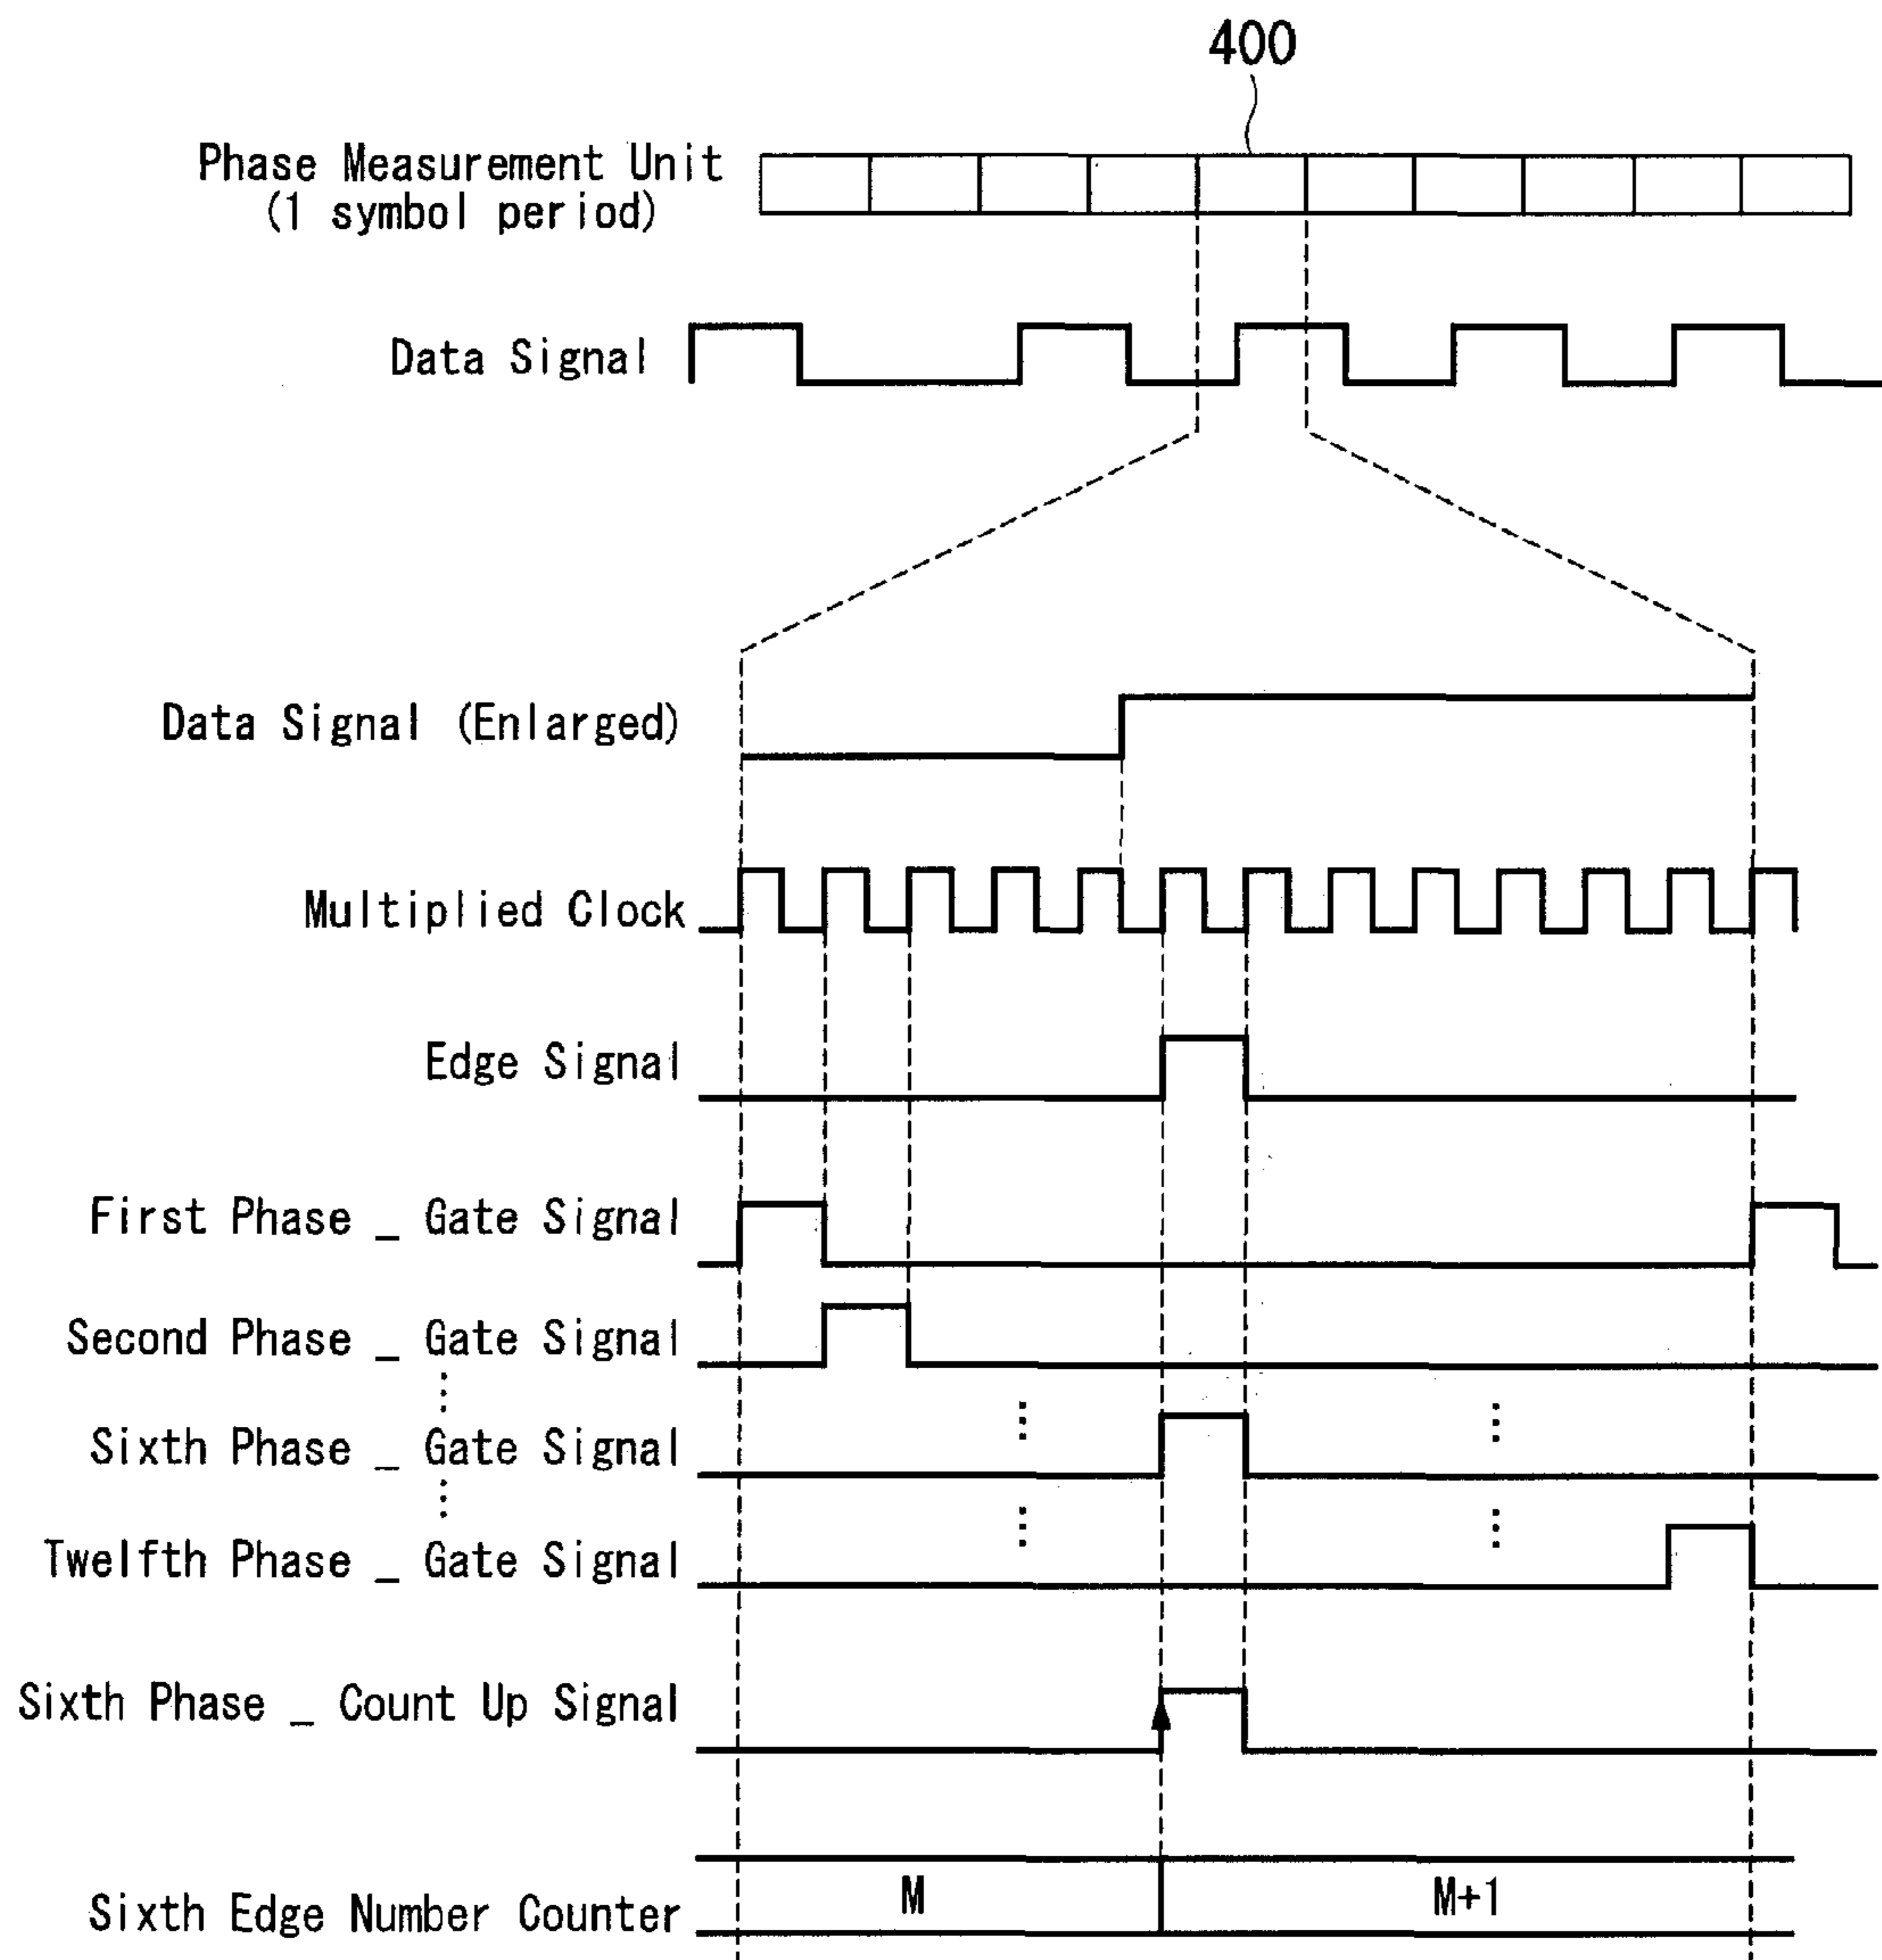 400
Phase Measurement Unit
(1 symbol period)
Data Signal
Data Signal (Enlarged)
Multiplied Clock
Edge Signal
First Phase _ Gate Signal
Second Phase _ Gate Signal
Sixth Phase _ Gate Signal
Twelfth Phase _ Gate Signal
Sixth Phase _ Count Up Signal
Sixth Edge Number Counter
M
M+1